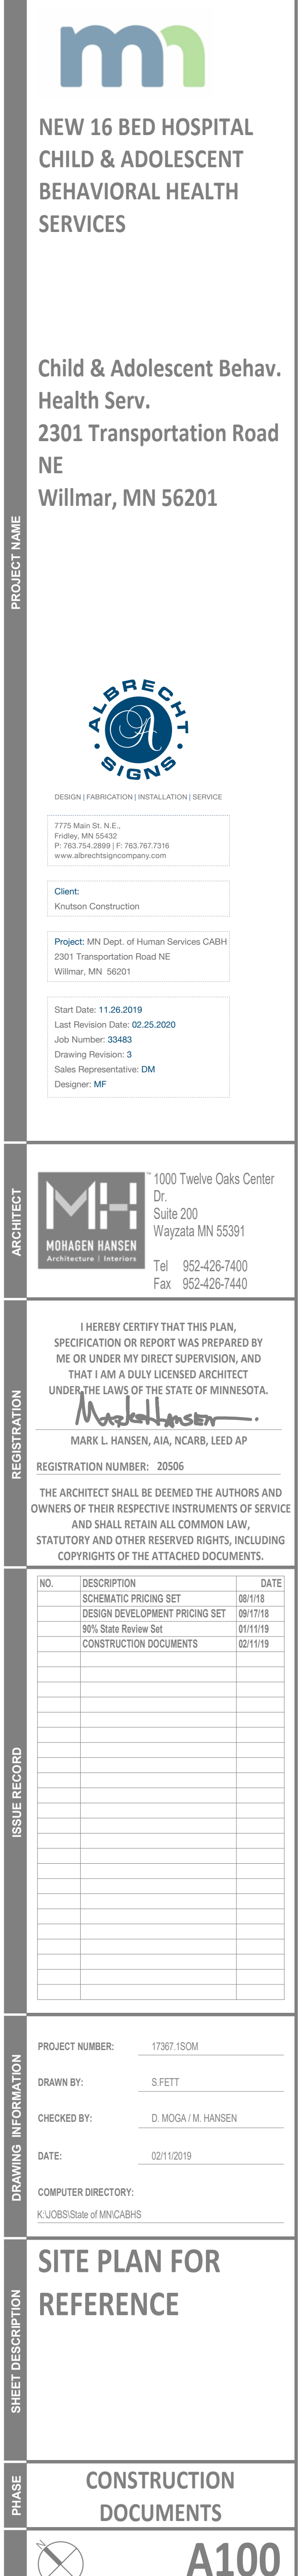 mn
NEW 16 BED HOSPITAL
CHILD & ADOLESCENT
BEHAVIORAL HEALTH
SERVICES
Child & Adolescent Behav.
Health Serv.
2301 Transportation Road
NE
Willmar, MN 56201
PROJECT NAME
ALBRECHT
A
SIGNS
DESIGN | FABRICATION | INSTALLATION | SERVICE
7775 Main St. N.E.,
Fridley, MN 55432
P: 763.754.2899 | F: 763.767.7316
www.albrechtsigncompany.com
Client:
Knutson Construction
Project: MN Dept. of Human Services CABH
2301 Transportation Road NE
Willmar, MN 56201
Start Date: 11.26.2019
Last Revision Date: 02.25.2020
Job Number: 33483
Drawing Revision: 3
Sales Representative: DM
Designer: MF
ARCHITECT
MH
MOHAGEN HANSEN
Architecture | Interiors
™
1000 Twelve Oaks Center
Dr.
Suite 200
Wayzata MN 55391
Tel 952-426-7400
Fax 952-426-7440
REGISTRATION
I HEREBY CERTIFY THAT THIS PLAN,
SPECIFICATION OR REPORT WAS PREPARED BY
ME OR UNDER MY DIRECT SUPERVISION, AND
THAT I AM A DULY LICENSED ARCHITECT
UNDER THE LAWS OF THE STATE OF MINNESOTA.
Mark L Hansen
MARK L. HANSEN, AIA, NCARB, LEED AP
REGISTRATION NUMBER: 20506
THE ARCHITECT SHALL BE DEEMED THE AUTHORS AND
OWNERS OF THEIR RESPECTIVE INSTRUMENTS OF SERVICE
AND SHALL RETAIN ALL COMMON LAW,
STATUTORY AND OTHER RESERVED RIGHTS, INCLUDING
COPYRIGHTS OF THE ATTACHED DOCUMENTS.
ISSUE RECORD
NO. DESCRIPTION DATE
SCHEMATIC PRICING SET 08/1/18
DESIGN DEVELOPMENT PRICING SET 09/17/18
90% State Review Set 01/11/19
CONSTRUCTION DOCUMENTS 02/11/19
DRAWING INFORMATION
PROJECT NUMBER: 17367.1SOM
DRAWN BY: S.FETT
CHECKED BY: D. MOGA / M. HANSEN
DATE: 02/11/2019
COMPUTER DIRECTORY:
K:\JOBS\State of MN\CABHS
SHEET DESCRIPTION
SITE PLAN FOR
REFERENCE
PHASE
CONSTRUCTION
DOCUMENTS
N
A100